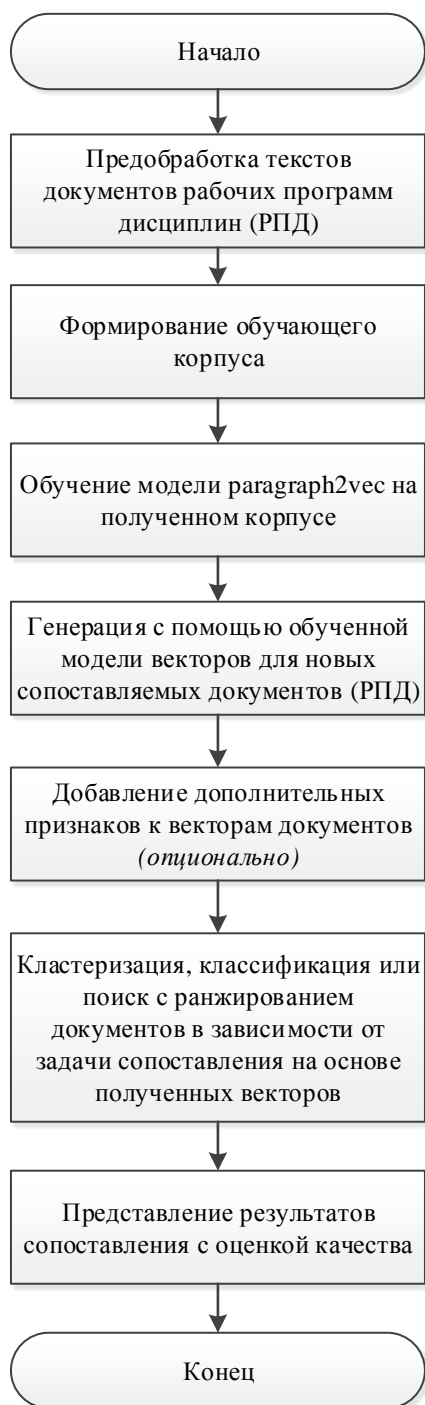 Начало
Предобработка текстов
документов рабочих программ
дисциплин (РПД)
Формирование обучающего
корпуса
Обучение модели paragraph2vec на
полученном корпусе
Генерация с помощью обученной
модели векторов для новых
сопоставляемых документов (РПД)
Добавление дополнительных
признаков к векторам документов
(опционально)
Кластеризация, классификация или
поиск с ранжированием
документов в зависимости от
задачи сопоставления на основе
полученных векторов
Представление результатов
сопоставления с оценкой качества
Конец